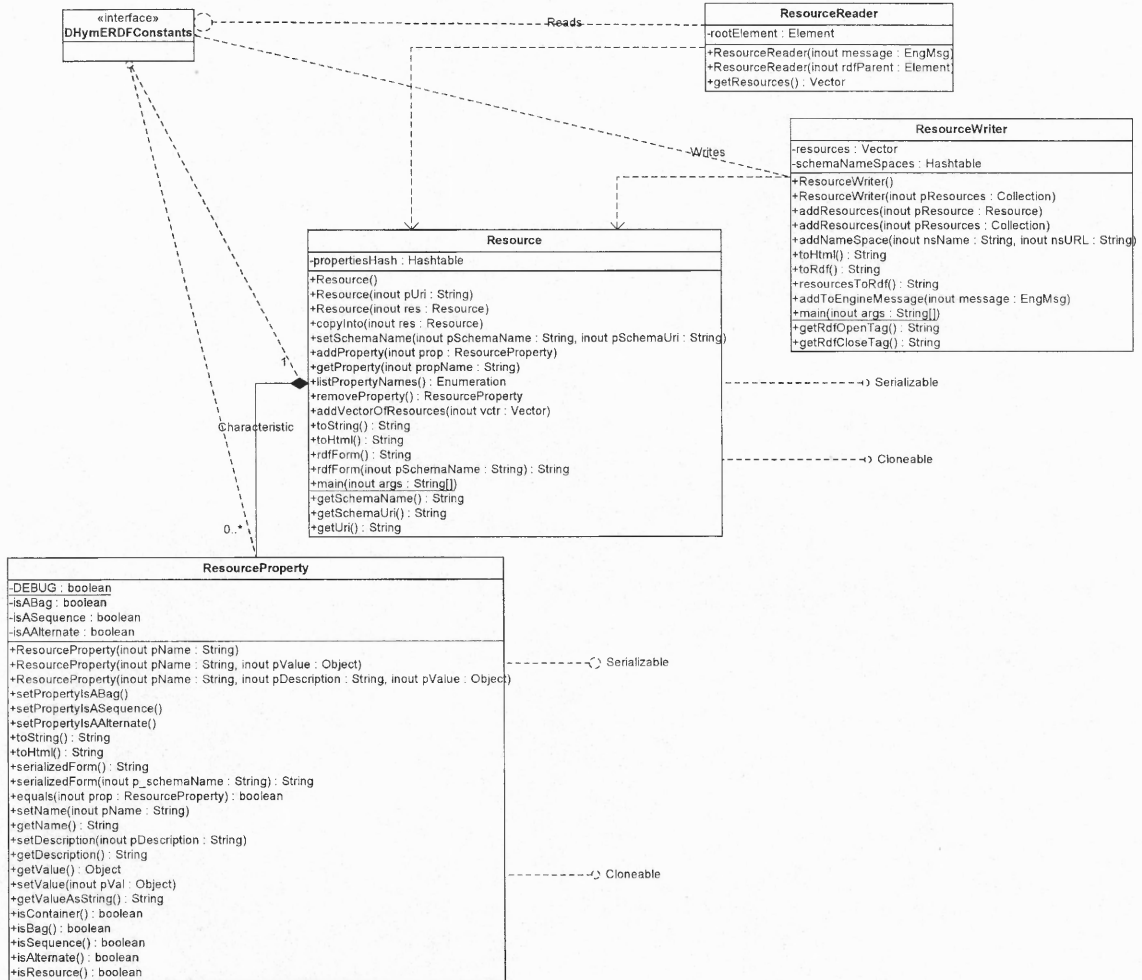 «interface»
DHymERDFConstants
Reads
ResourceReader
-rootElement : Element
+ResourceReader(inout message : EngMsg)
+ResourceReader(inout rdfParent : Element)
+getResources() : Vector
Writes
ResourceWriter
-resources : Vector
-schemaNameSpaces : Hashtable
+ResourceWriter()
+ResourceWriter(inout pResources : Collection)
+addResources(inout pResource : Resource)
+addResources(inout pResources : Collection)
+addNameSpace(inout nsName : String, inout nsURL : String)
+toHtml() : String
+toRdf() : String
+resourcesToRdf() : String
+addToEngineMessage(inout message : EngMsg)
+main(inout args : String[])
+getRdfOpenTag() : String
+getRdfCloseTag() : String
Resource
-propertiesHash : Hashtable
+Resource()
+Resource(inout pUri : String)
+Resource(inout res : Resource)
+copyInto(inout res : Resource)
+setSchemaName(inout pSchemaName : String, inout pSchemaUri : String)
+addProperty(inout prop : ResourceProperty)
+getProperty(inout propName : String)
+listPropertyNames() : Enumeration
+removeProperty() : ResourceProperty
+addVectorOfResources(inout vctr : Vector)
+toString() : String
+toHtml() : String
+rdfForm() : String
+rdfForm(inout pSchemaName : String) : String
+main(inout args : String[])
+getSchemaName() : String
+getSchemaUri() : String
+getUri() : String
Serializable
Cloneable
1
Characteristic
0..*
ResourceProperty
-DEBUG : boolean
-isABag : boolean
-isASequence : boolean
-isAAlternate : boolean
+ResourceProperty(inout pName : String)
+ResourceProperty(inout pName : String, inout pValue : Object)
+ResourceProperty(inout pName : String, inout pDescription : String, inout pValue : Object)
+setPropertyIsABag()
+setPropertyIsASequence()
+setPropertyIsAAlternate()
+toString() : String
+toHtml() : String
+serializedForm() : String
+serializedForm(inout p_schemaName : String) : String
+equals(inout prop : ResourceProperty) : boolean
+setName(inout pName : String)
+getName() : String
+setDescription(inout pDescription : String)
+getDescription() : String
+getValue() : Object
+setValue(inout pVal : Object)
+getValueAsString() : String
+isContainer() : boolean
+isBag() : boolean
+isSequence() : boolean
+isAlternate() : boolean
+isResource() : boolean
Serializable
Cloneable